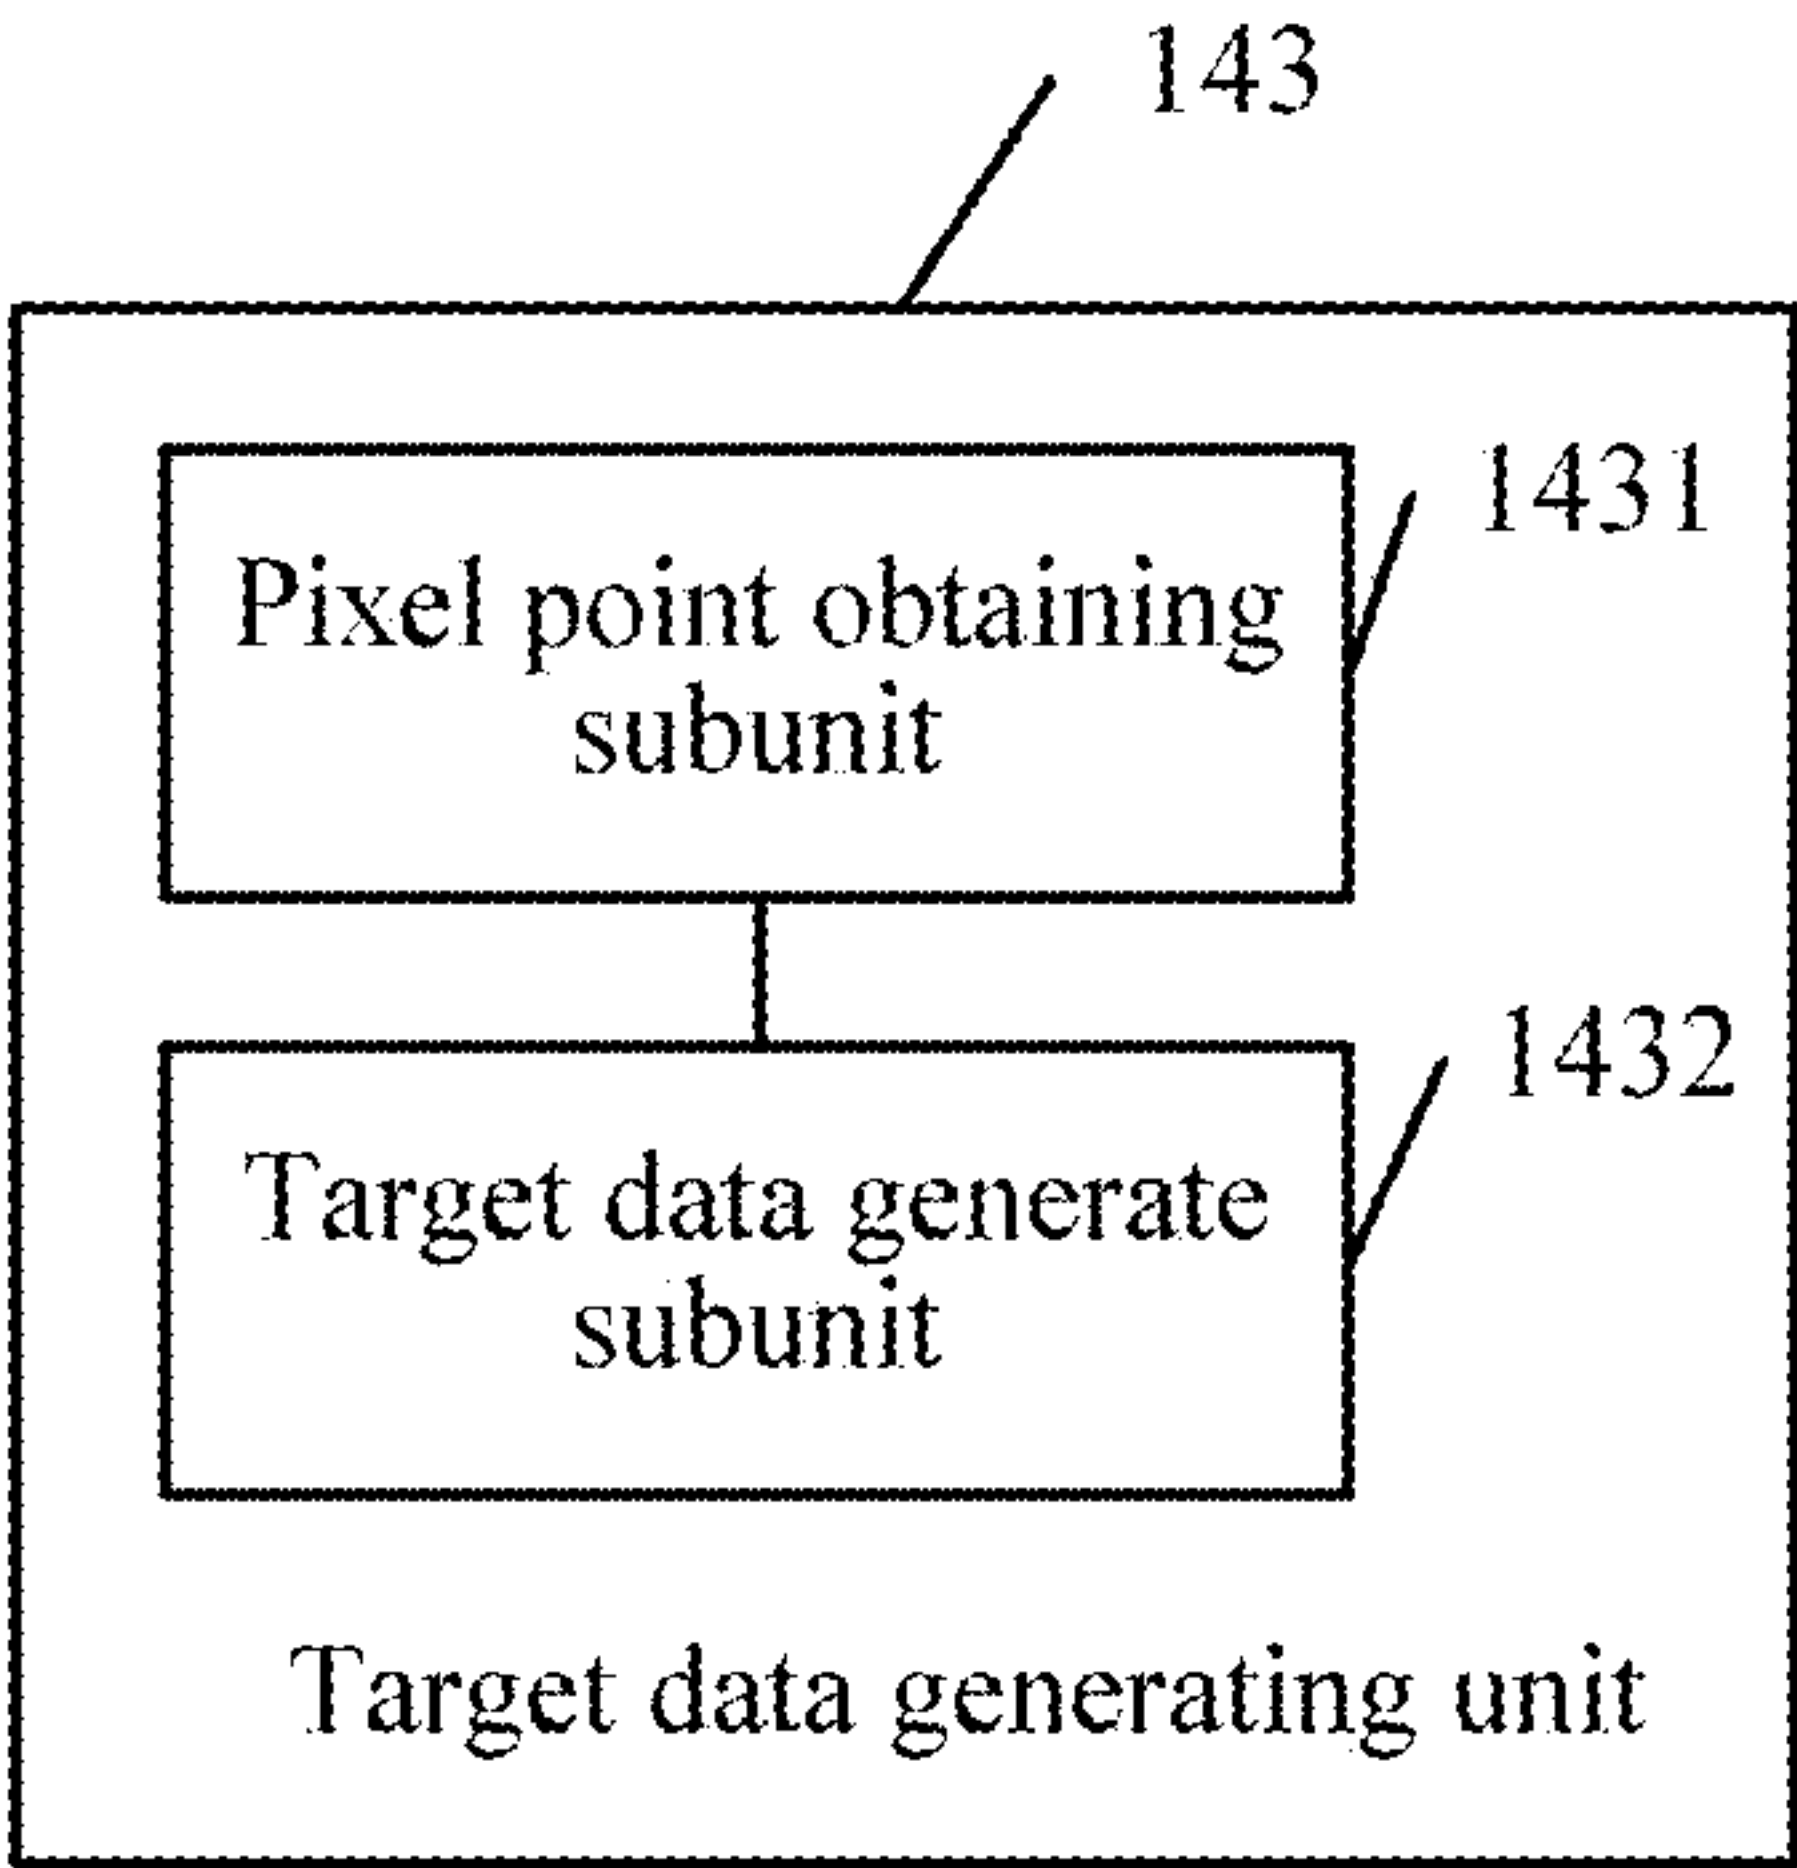 143
1431
Pixel point obtaining
subunit
1432
Target data generate
subunit
Target data generating unit